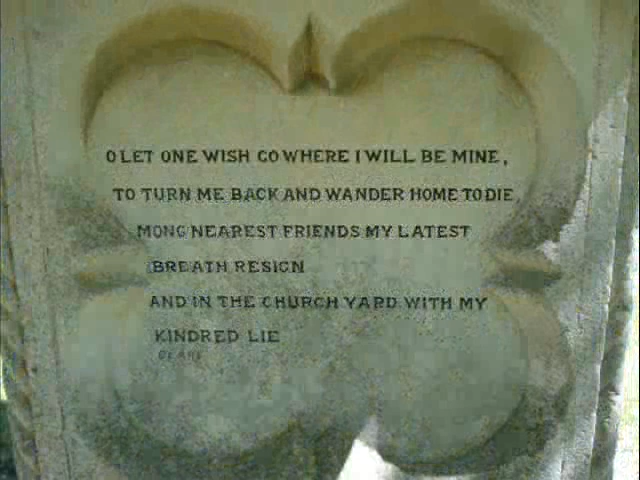 O LET ONE WISH GO WHERE I WILL BE MINE,
TO TURN ME BACK AND WANDER HOME TO DIE,
MONG NEAREST FRIENDS MY LATEST
BREATH RESIGN
AND IN THE CHURCH YARD WITH MY
KINDRED LIE
CLARE